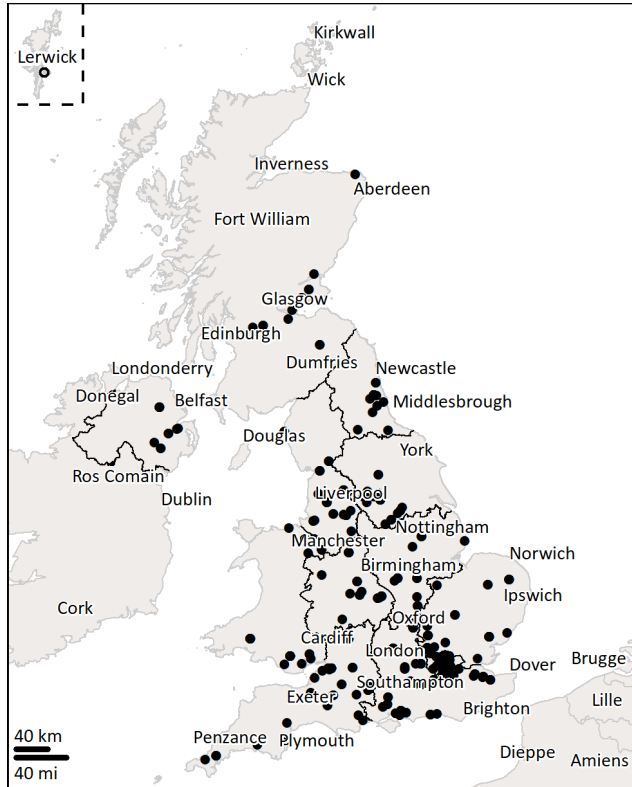 Kirkwall
Lerwick
Wick
Inverness
Aberdeen
Fort William
Glasgow
Edinburgh
Dumfries
Londonderry
Newcastle
Donegal
Belfast
Middlesbrough
Douglas
York
Ros Comain
Liverpool
Dublin
Nottingham
Manchester
Norwich
Birmingham
Ipswich
Cork
Oxford
Cardiff
London
Brugge
Dover
Southampton
Lille
Exeter
Brighton
Penzance
Plymouth
40 km
Dieppe
Amiens
40 mi